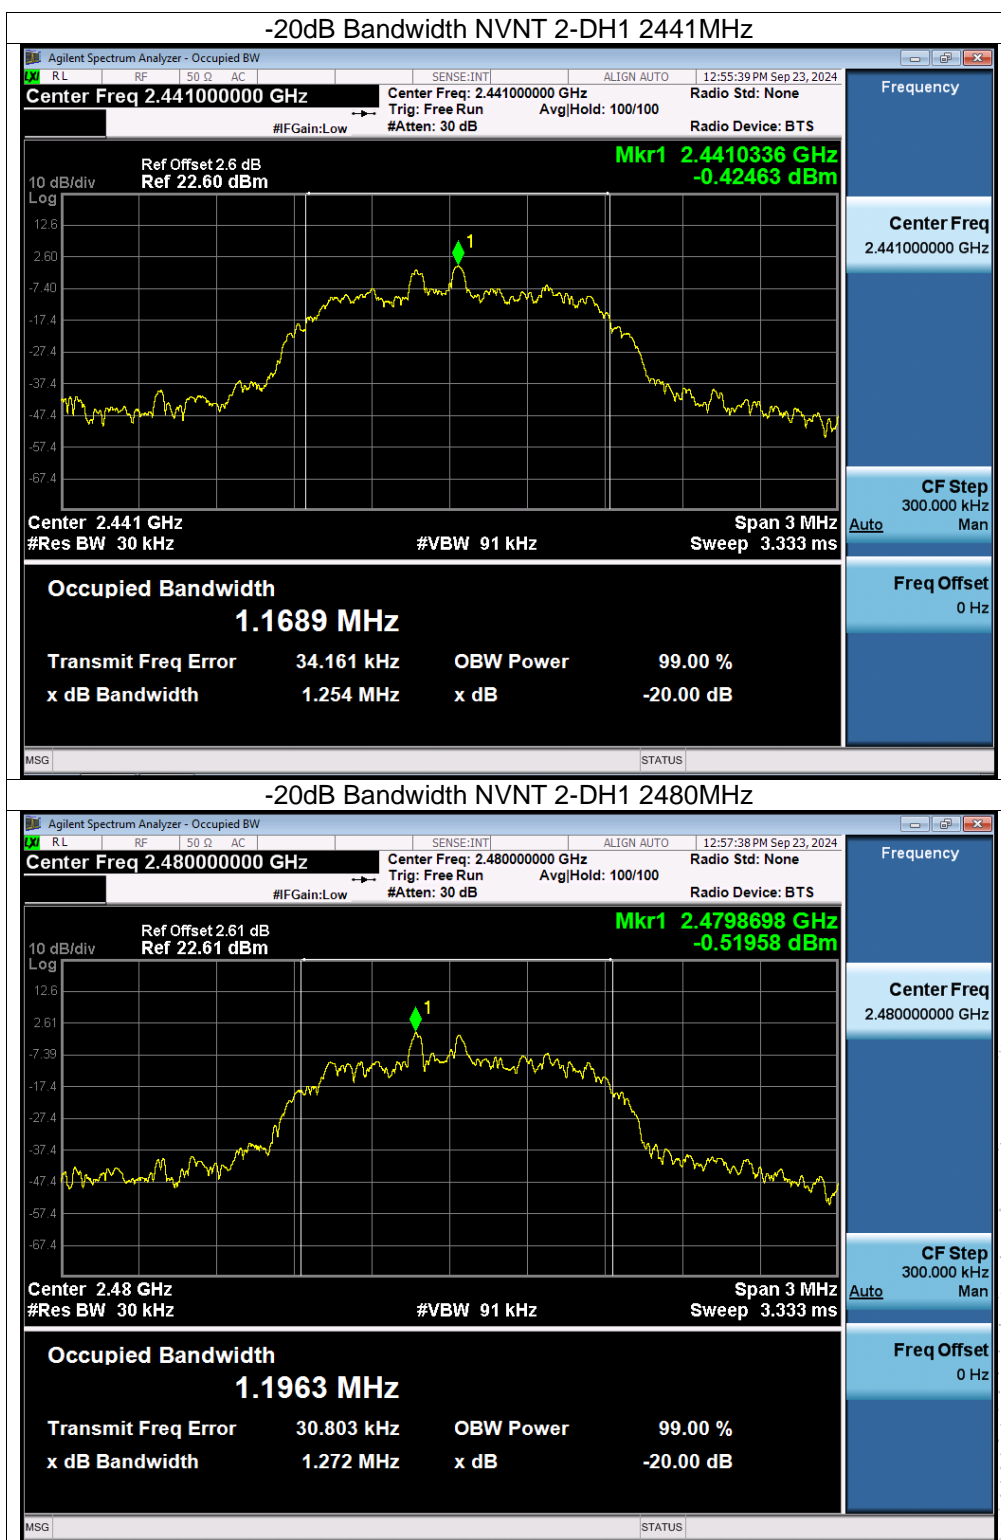 -20dB Bandwidth NVNT 2-DH1 2441MHz
Agilent Spectrum Analyzer - Occupied BW
LXI RL RF 50 Ω AC SENSE:INT ALIGN AUTO 12:55:39 PM Sep 23, 2024
Center Freq 2.441000000 GHz Center Freq: 2.441000000 GHz Radio Std: None
Trig: Free Run Avg|Hold: 100/100
#IFGain:Low #Atten: 30 dB Radio Device: BTS
Frequency
Mkr1 2.4410336 GHz
-0.42463 dBm
Ref Offset 2.6 dB
10 dB/div Ref 22.60 dBm
Log
12.6
2.60
-7.40
-17.4
-27.4
-37.4
-47.4
-57.4
-67.4
1
Center Freq
2.441000000 GHz
CF Step
300.000 kHz
Auto Man
Freq Offset
0 Hz
Center 2.441 GHz Span 3 MHz
#Res BW 30 kHz #VBW 91 kHz Sweep 3.333 ms
Occupied Bandwidth
1.1689 MHz
Transmit Freq Error 34.161 kHz OBW Power 99.00 %
x dB Bandwidth 1.254 MHz x dB -20.00 dB
MSG STATUS
-20dB Bandwidth NVNT 2-DH1 2480MHz
Agilent Spectrum Analyzer - Occupied BW
LXI RL RF 50 Ω AC SENSE:INT ALIGN AUTO 12:57:38 PM Sep 23, 2024
Center Freq 2.480000000 GHz Center Freq: 2.480000000 GHz Radio Std: None
Trig: Free Run Avg|Hold: 100/100
#IFGain:Low #Atten: 30 dB Radio Device: BTS
Frequency
Mkr1 2.4798698 GHz
-0.51958 dBm
Ref Offset 2.61 dB
10 dB/div Ref 22.61 dBm
Log
12.6
2.61
-7.39
-17.4
-27.4
-37.4
-47.4
-57.4
-67.4
1
Center Freq
2.480000000 GHz
CF Step
300.000 kHz
Auto Man
Freq Offset
0 Hz
Center 2.48 GHz Span 3 MHz
#Res BW 30 kHz #VBW 91 kHz Sweep 3.333 ms
Occupied Bandwidth
1.1963 MHz
Transmit Freq Error 30.803 kHz OBW Power 99.00 %
x dB Bandwidth 1.272 MHz x dB -20.00 dB
MSG STATUS